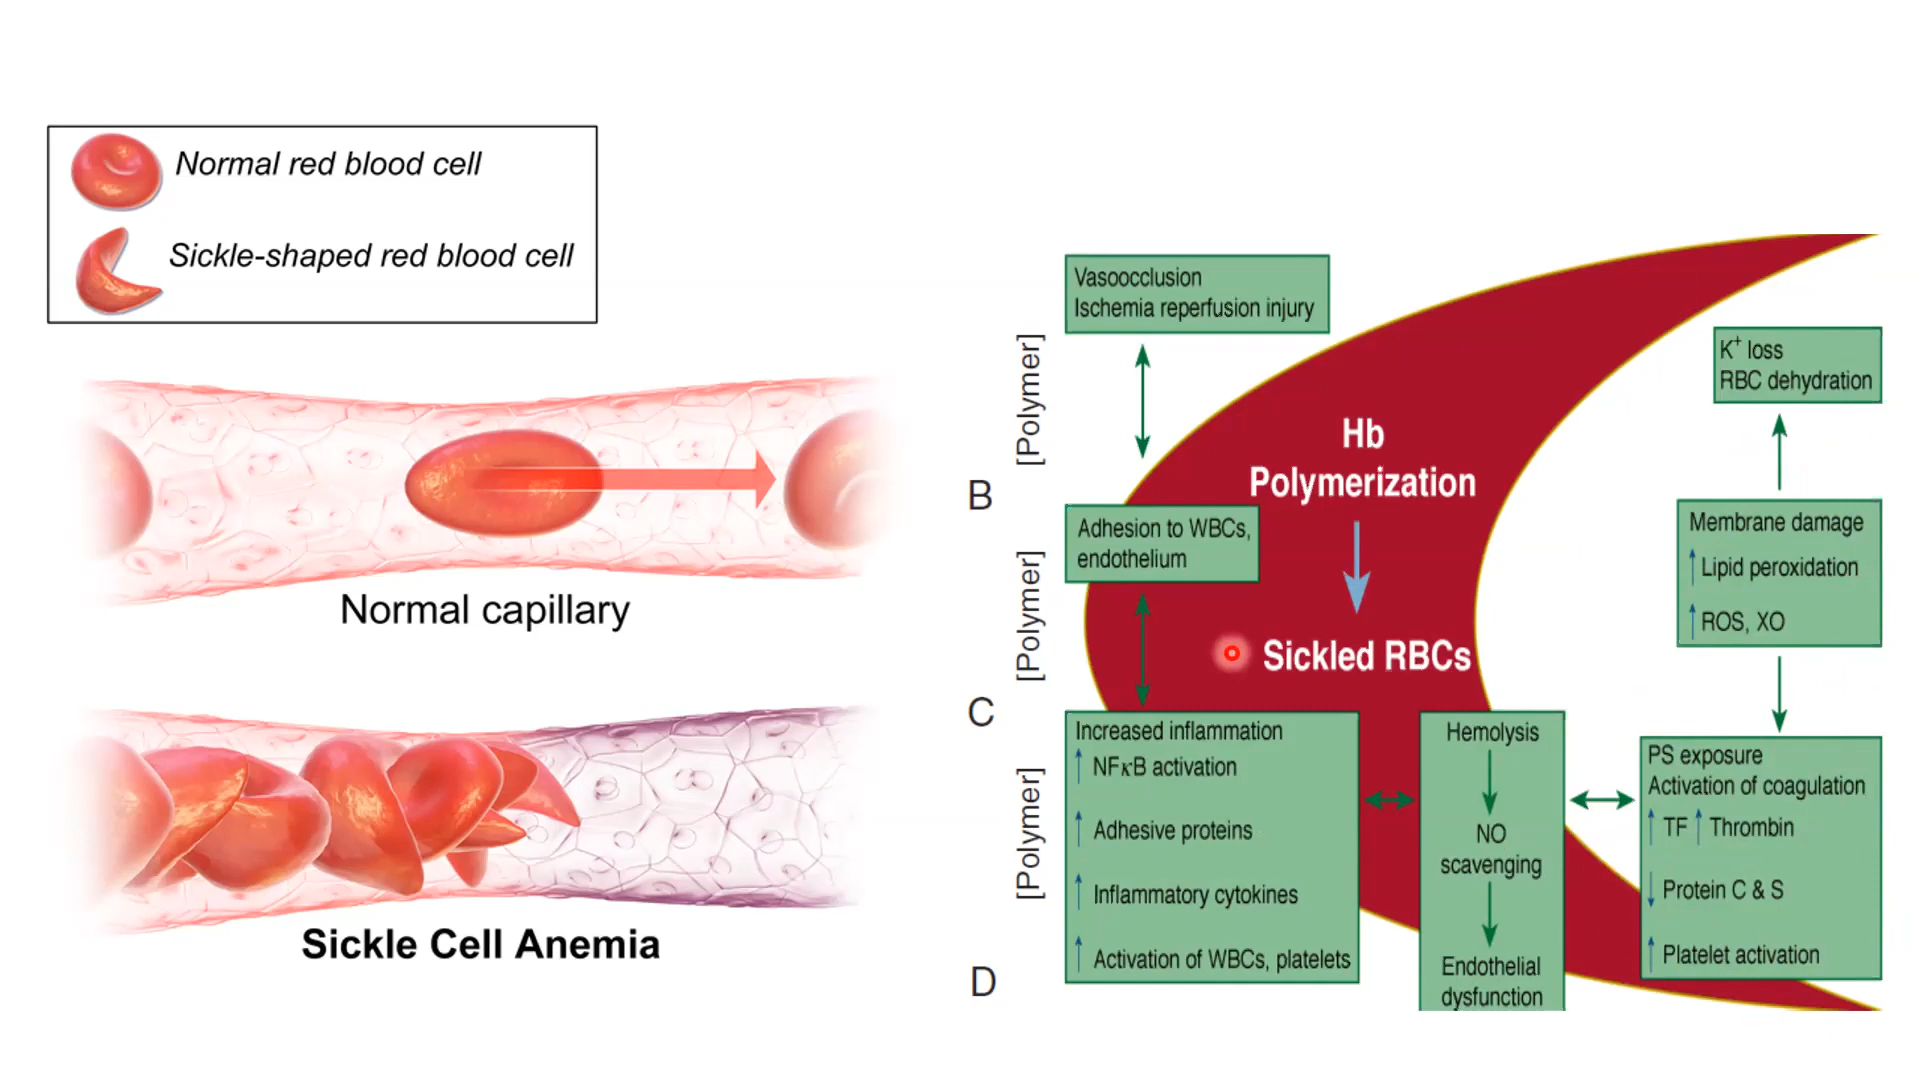 Normal red blood cell
Sickle-shaped red blood cell
Normal capillary
Sickle Cell Anemia
[Polymer]
B
[Polymer]
C
[Polymer]
D
Vasoocclusion
Ischemia reperfusion injury
Adhesion to WBCs,
endothelium
Increased inflammation
↑ NFκB activation
↑ Adhesive proteins
↑ Inflammatory cytokines
↑ Activation of WBCs, platelets
Hb
Polymerization
Sickled RBCs
Hemolysis
NO
scavenging
Endothelial
dysfunction
K⁺ loss
RBC dehydration
Membrane damage
↑ Lipid peroxidation
↑ ROS, XO
PS exposure
Activation of coagulation
↑ TF ↑ Thrombin
↓ Protein C & S
↑ Platelet activation